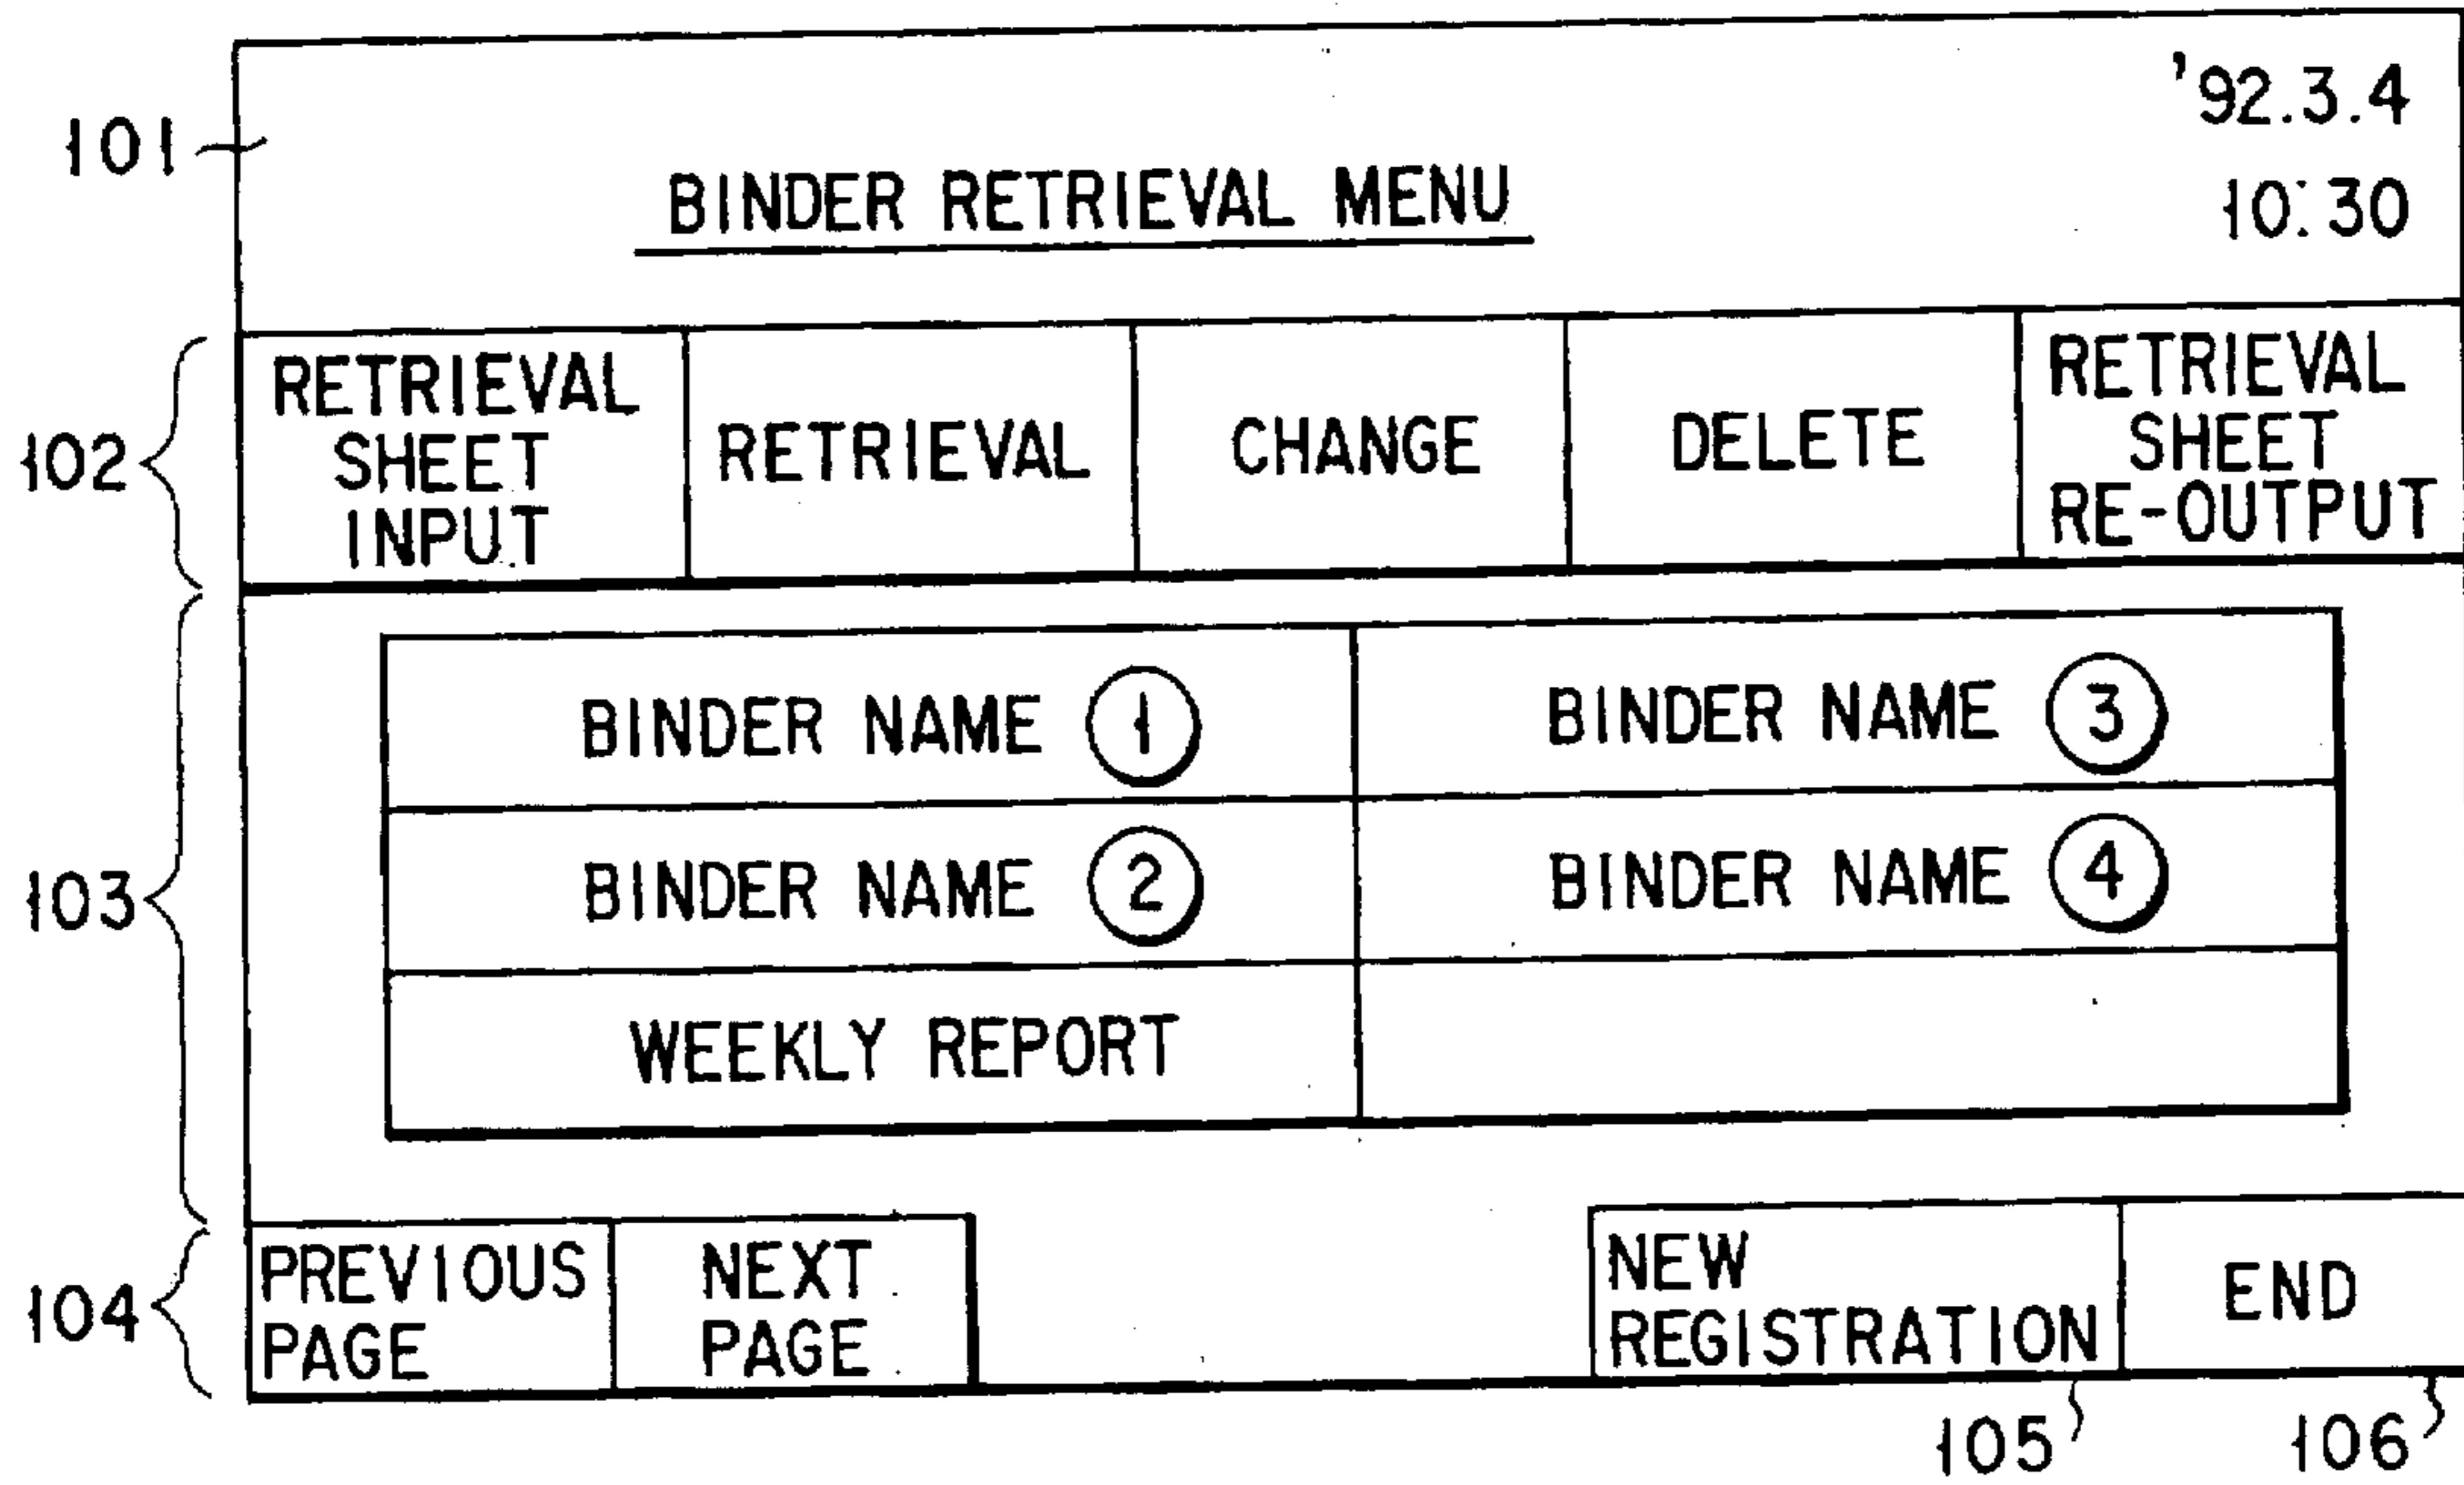 '92.3.4
101
BINDER RETRIEVAL MENU
10:30
102
RETRIEVAL
SHEET
INPUT
RETRIEVAL
CHANGE
DELETE
RETRIEVAL
SHEET
RE-OUTPUT
103
BINDER NAME ①
BINDER NAME ③
BINDER NAME ②
BINDER NAME ④
WEEKLY REPORT
104
PREVIOUS
PAGE
NEXT
PAGE
NEW
REGISTRATION
END
105
106